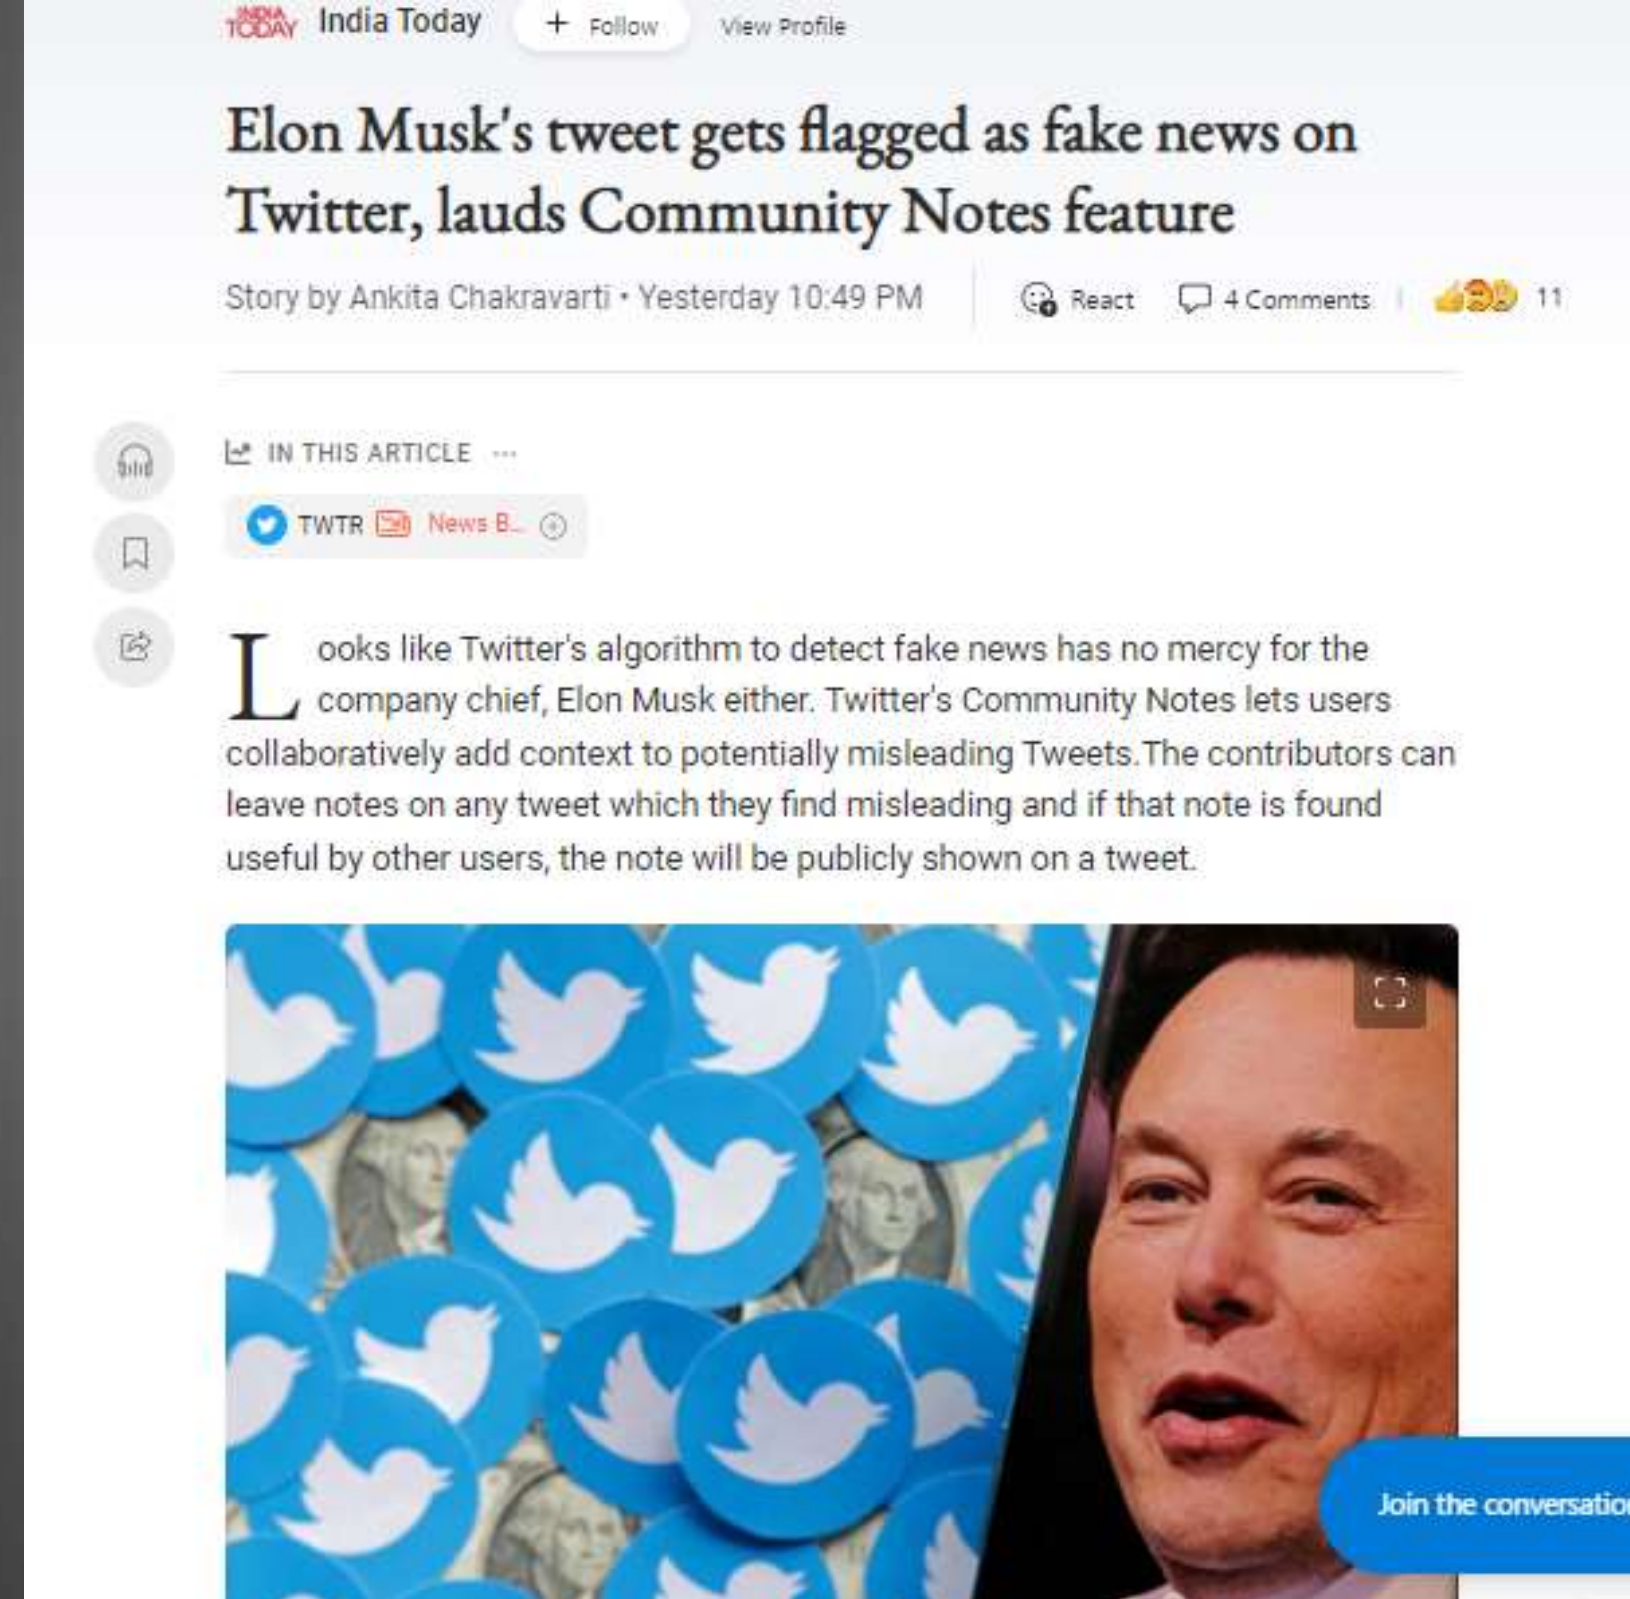 INDIA TODAY India Today + Follow View Profile
Elon Musk's tweet gets flagged as fake news on
Twitter, lauds Community Notes feature
Story by Ankita Chakravarti • Yesterday 10:49 PM React 4 Comments 11
IN THIS ARTICLE ...
TWTR News B...
Looks like Twitter's algorithm to detect fake news has no mercy for the
company chief, Elon Musk either. Twitter's Community Notes lets users
collaboratively add context to potentially misleading Tweets.The contributors can
leave notes on any tweet which they find misleading and if that note is found
useful by other users, the note will be publicly shown on a tweet.
Join the conversation